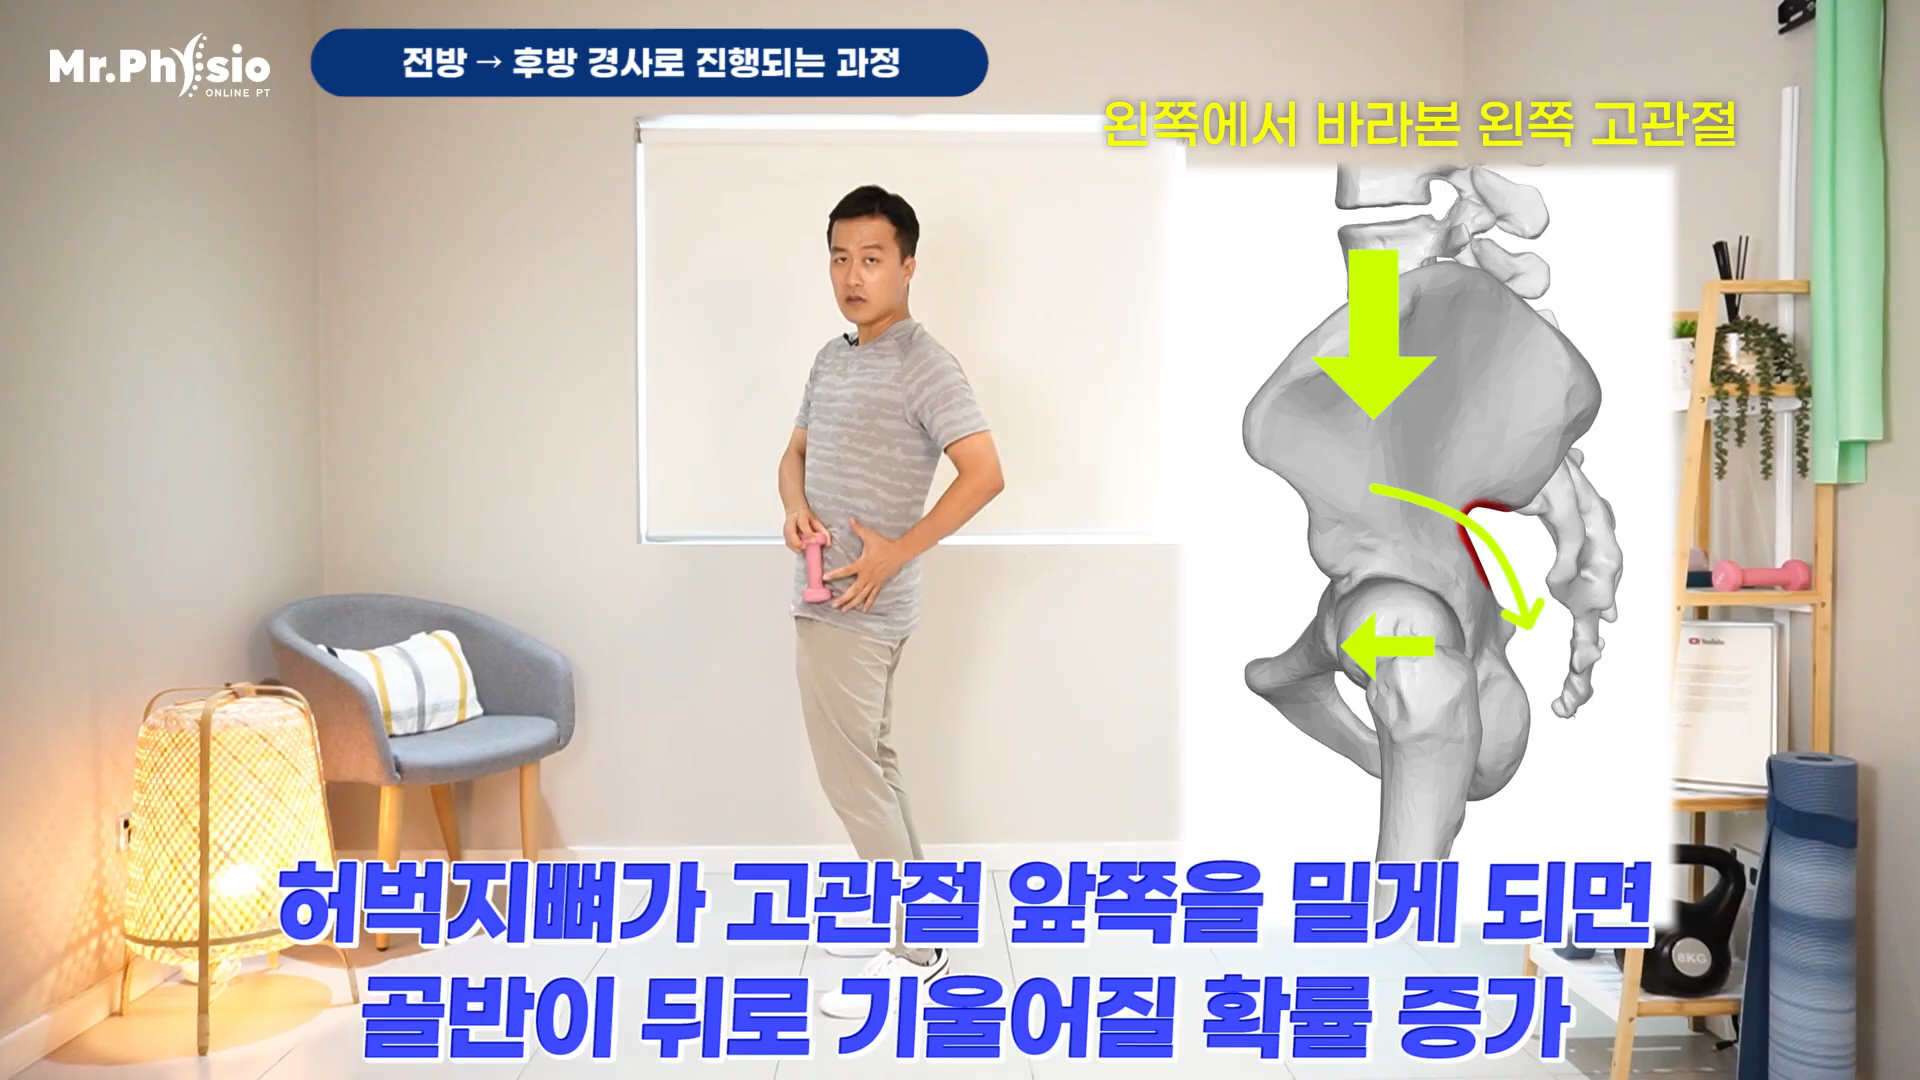 Mr.Physio
ONLINE PT
전방 → 후방 경사로 진행되는 과정
왼쪽에서 바라본 왼쪽 고관절
YouTube
8KG
허벅지뼈가 고관절 앞쪽을 밀게 되면
골반이 뒤로 기울어질 확률 증가